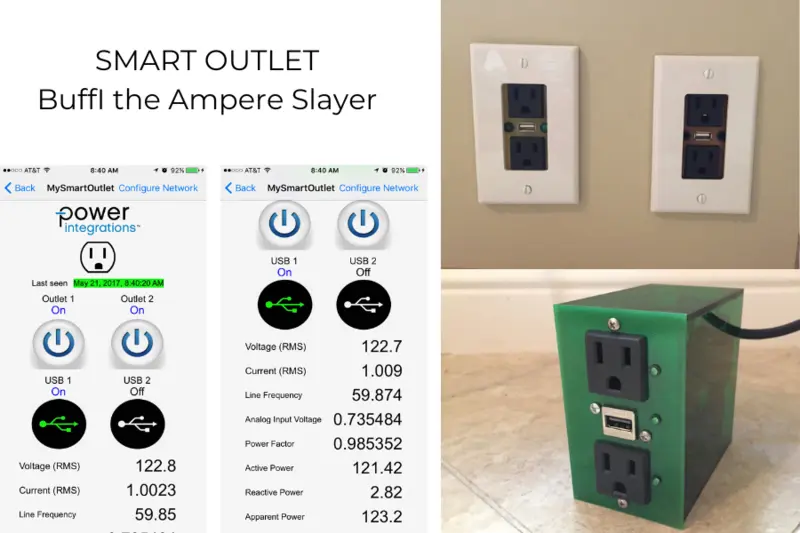 SMART OUTLET
BuffI the Ampere Slayer
AT&T 8:40 AM 92%
Back MySmartOutlet Configure Network
power
integrations™
Last seen May 21, 2017, 8:40:20 AM
Outlet 1 Outlet 2
On On
USB 1 USB 2
On Off
Voltage (RMS) 122.8
Current (RMS) 1.0023
Line Frequency 59.85
AT&T 8:40 AM 92%
Back MySmartOutlet Configure Network
USB 1 USB 2
On Off
Voltage (RMS) 122.7
Current (RMS) 1.009
Line Frequency 59.874
Analog Input Voltage 0.735484
Power Factor 0.985352
Active Power 121.42
Reactive Power 2.82
Apparent Power 123.2